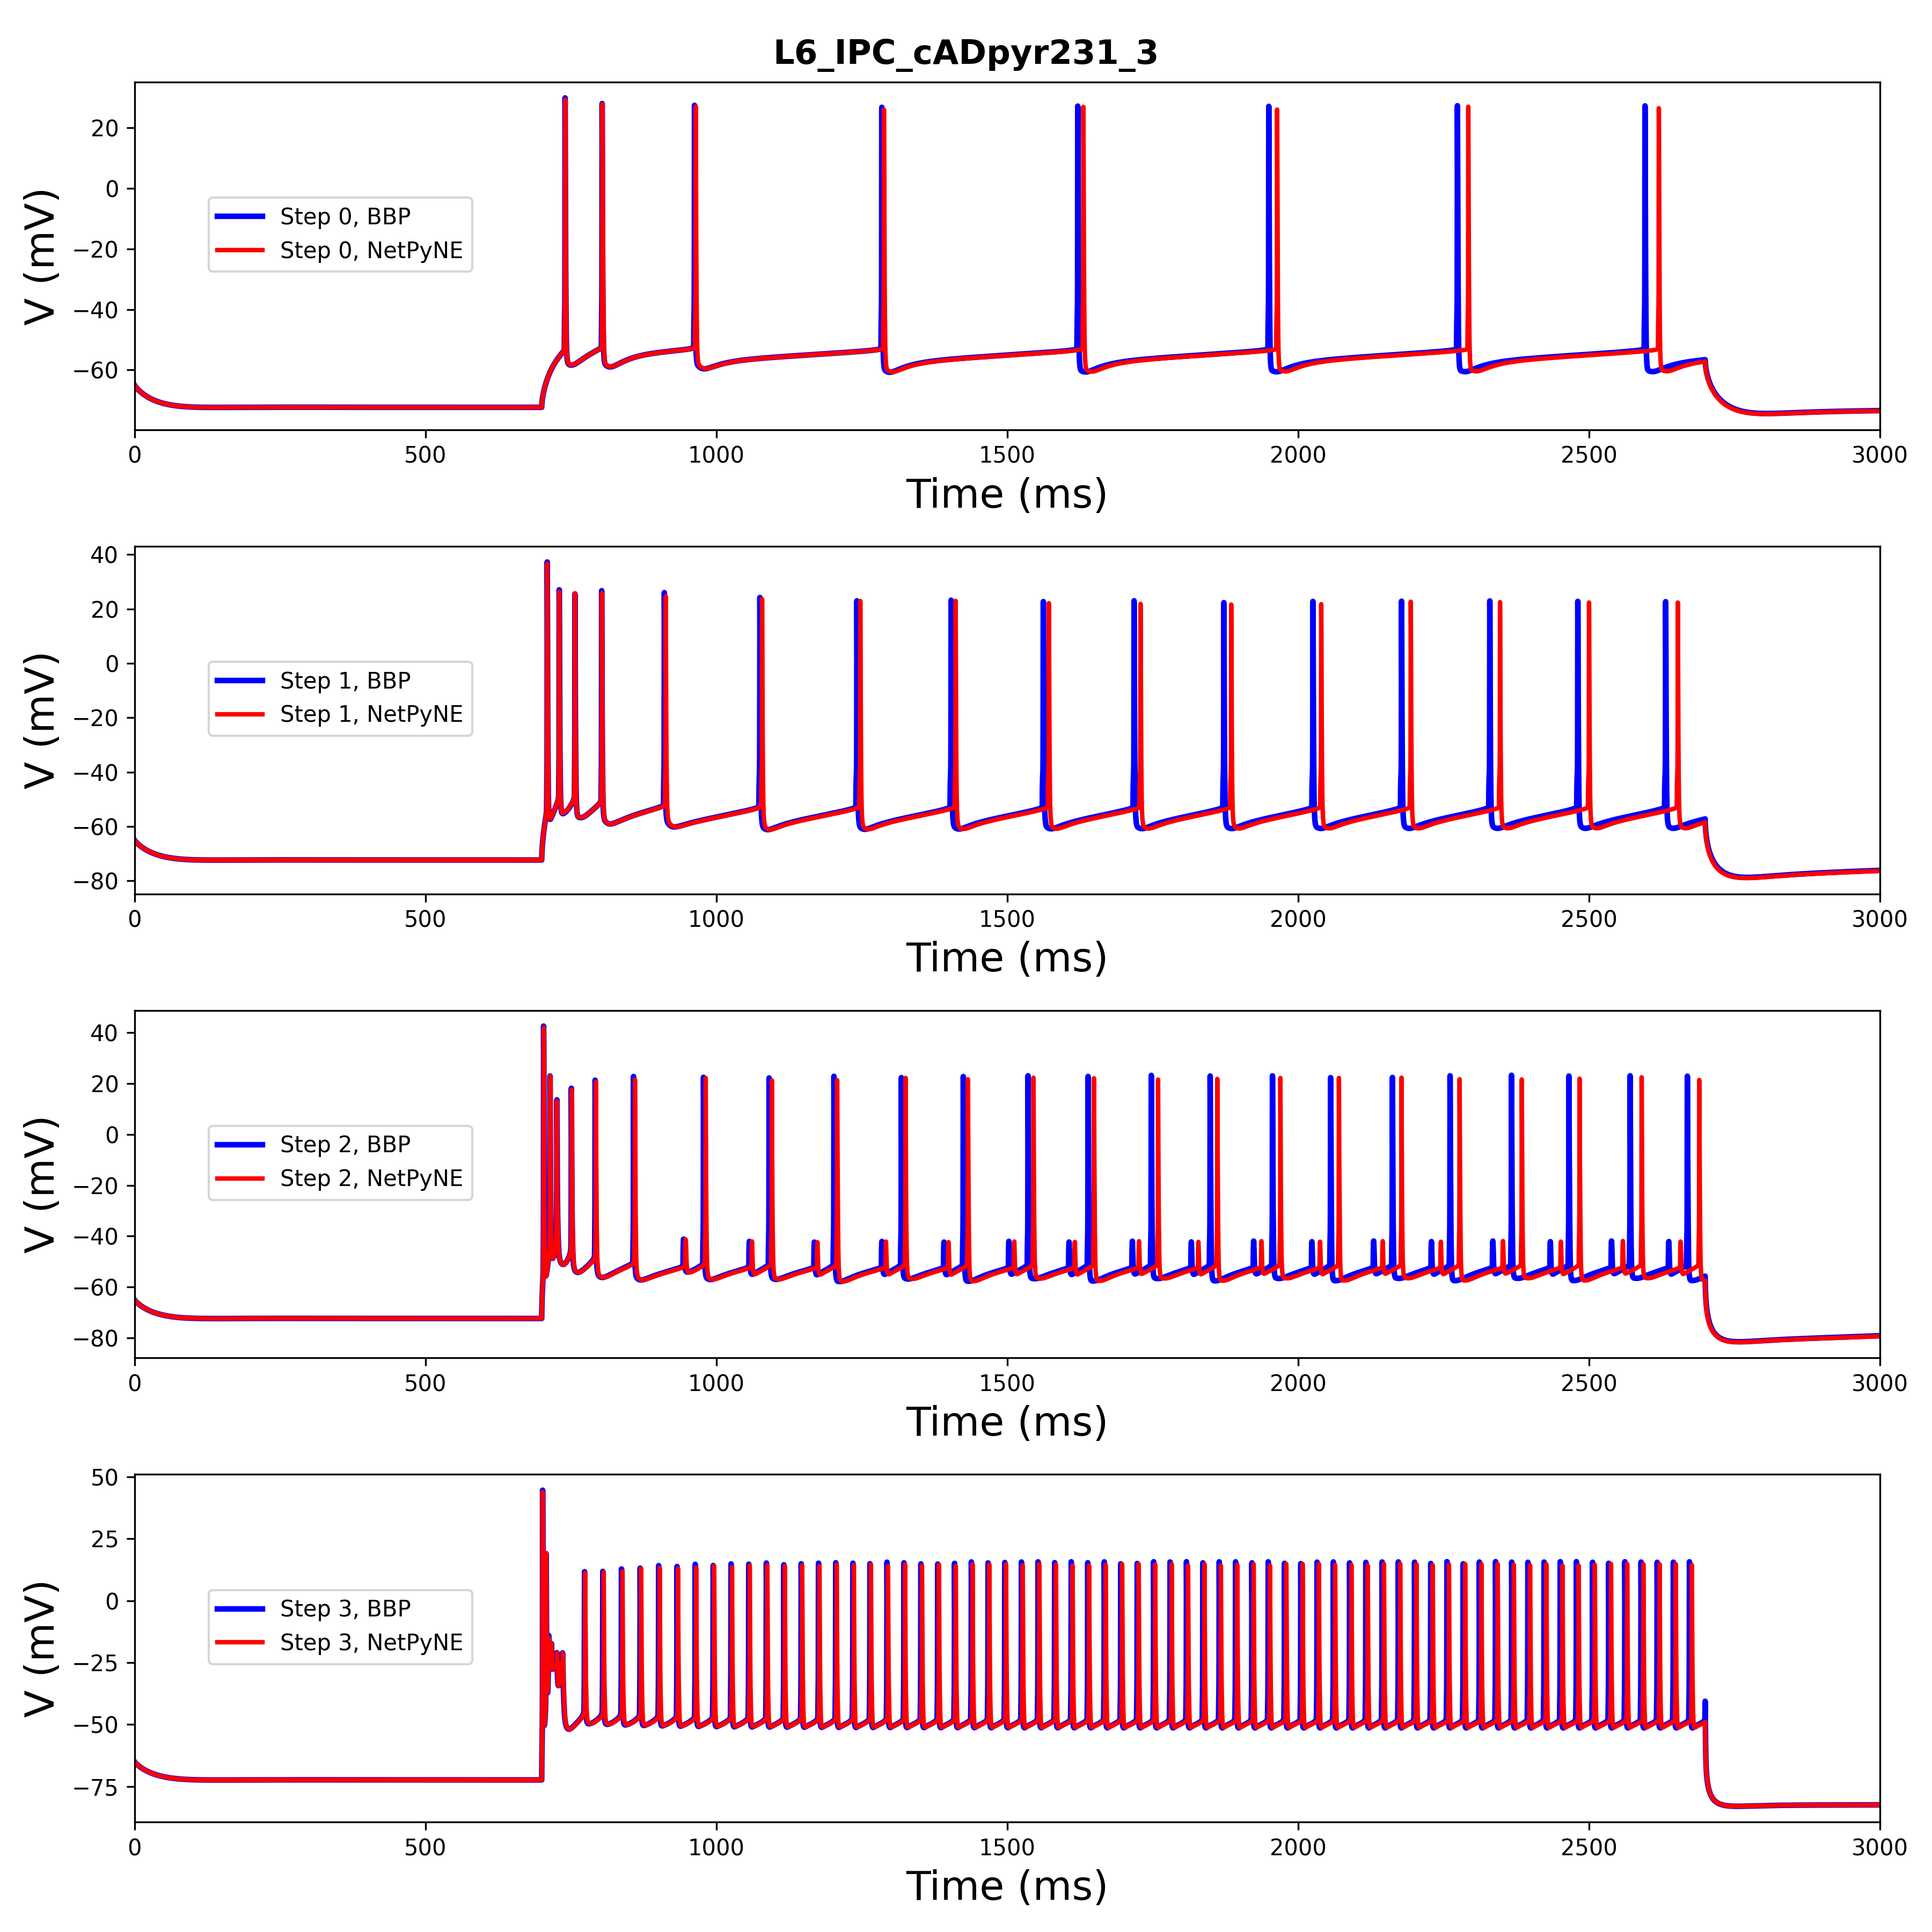 L6_IPC_cADpyr231_3
20
0
−20
−40
−60
V (mV)
Step 0, BBP
Step 0, NetPyNE
0 500 1000 1500 2000 2500 3000
Time (ms)
40
20
0
−20
−40
−60
−80
V (mV)
Step 1, BBP
Step 1, NetPyNE
0 500 1000 1500 2000 2500 3000
Time (ms)
40
20
0
−20
−40
−60
−80
V (mV)
Step 2, BBP
Step 2, NetPyNE
0 500 1000 1500 2000 2500 3000
Time (ms)
50
25
0
−25
−50
−75
V (mV)
Step 3, BBP
Step 3, NetPyNE
0 500 1000 1500 2000 2500 3000
Time (ms)